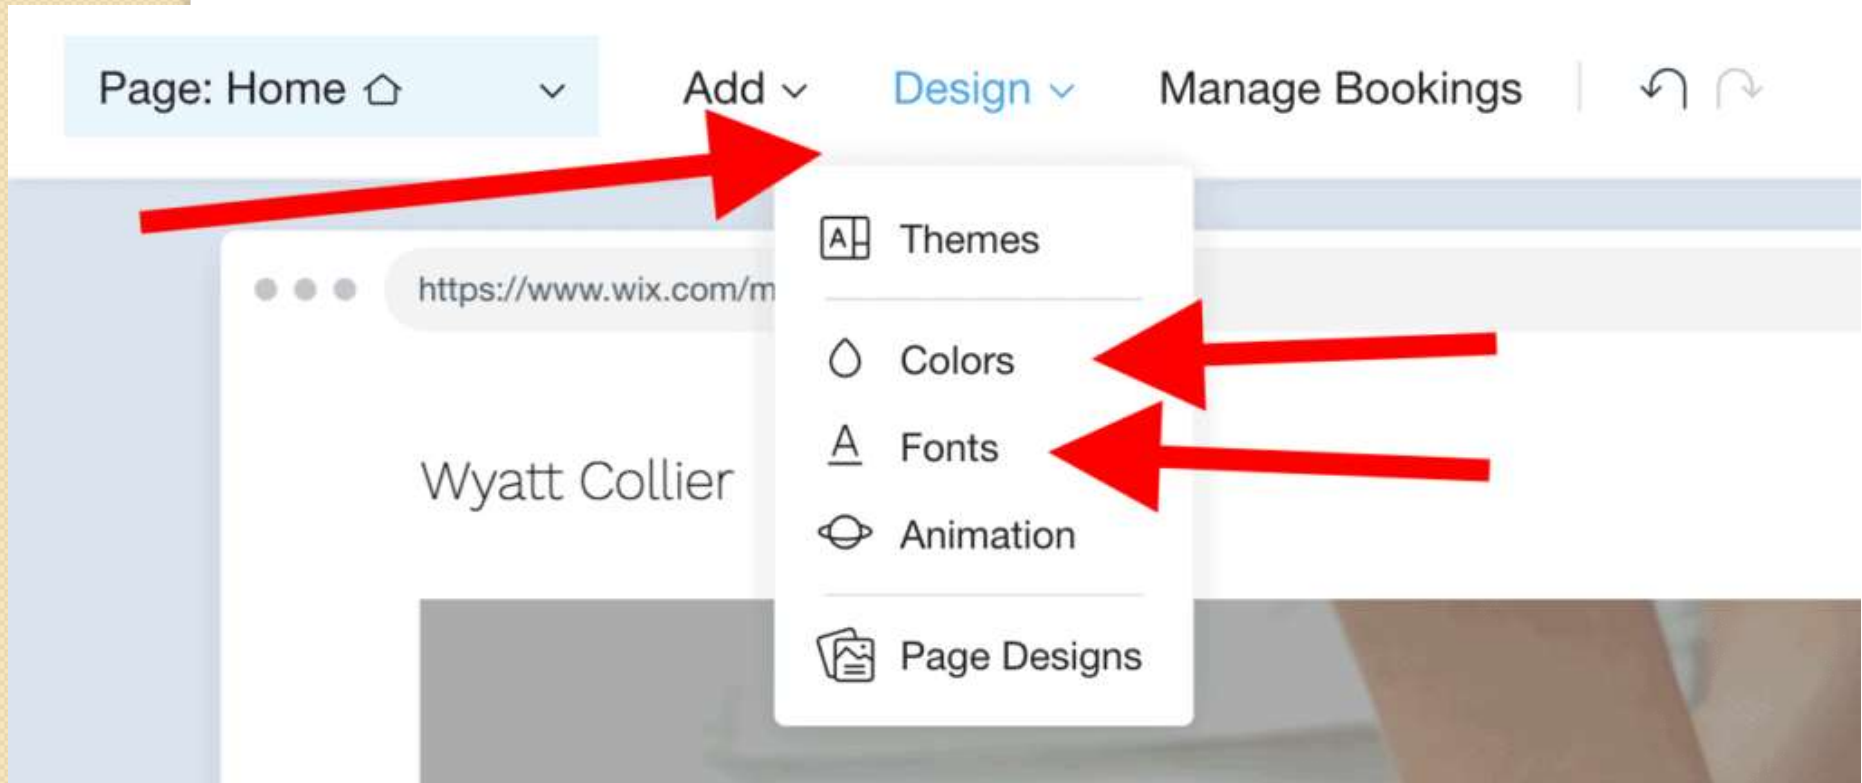 Page: Home
Add
Design
Manage Bookings
Themes
https://www.wix.com/m
Colors
Fonts
Wyatt Collier
Animation
Page Designs